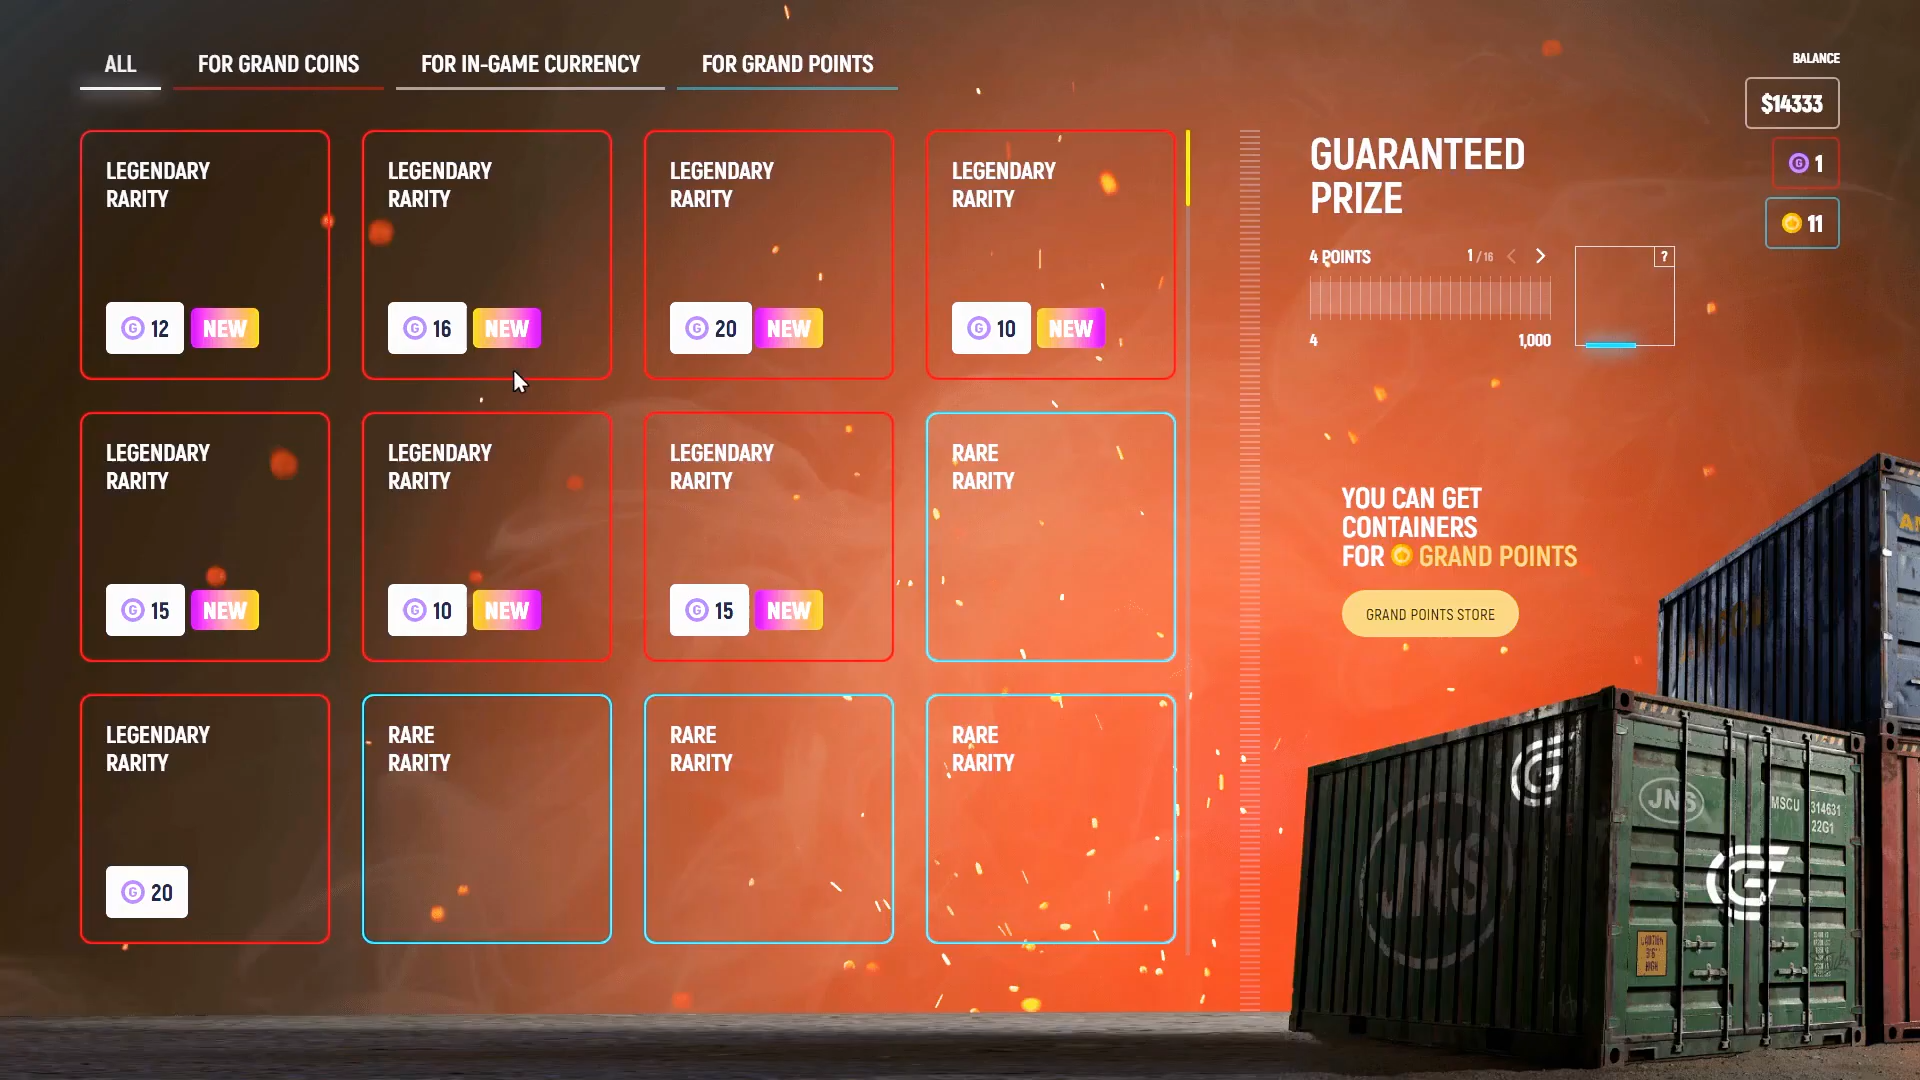 ALL
FOR GRAND COINS
FOR IN-GAME CURRENCY
FOR GRAND POINTS
BALANCE
$14333
1
11
LEGENDARY
RARITY
12
NEW
LEGENDARY
RARITY
16
NEW
LEGENDARY
RARITY
20
NEW
LEGENDARY
RARITY
10
NEW
LEGENDARY
RARITY
15
NEW
LEGENDARY
RARITY
10
NEW
LEGENDARY
RARITY
15
NEW
RARE
RARITY
LEGENDARY
RARITY
20
RARE
RARITY
RARE
RARITY
RARE
RARITY
GUARANTEED
PRIZE
4 POINTS
1 / 16
?
4
1,000
YOU CAN GET
CONTAINERS
FOR GRAND POINTS
GRAND POINTS STORE
JNS
JNS
MSCU 314631
22G1